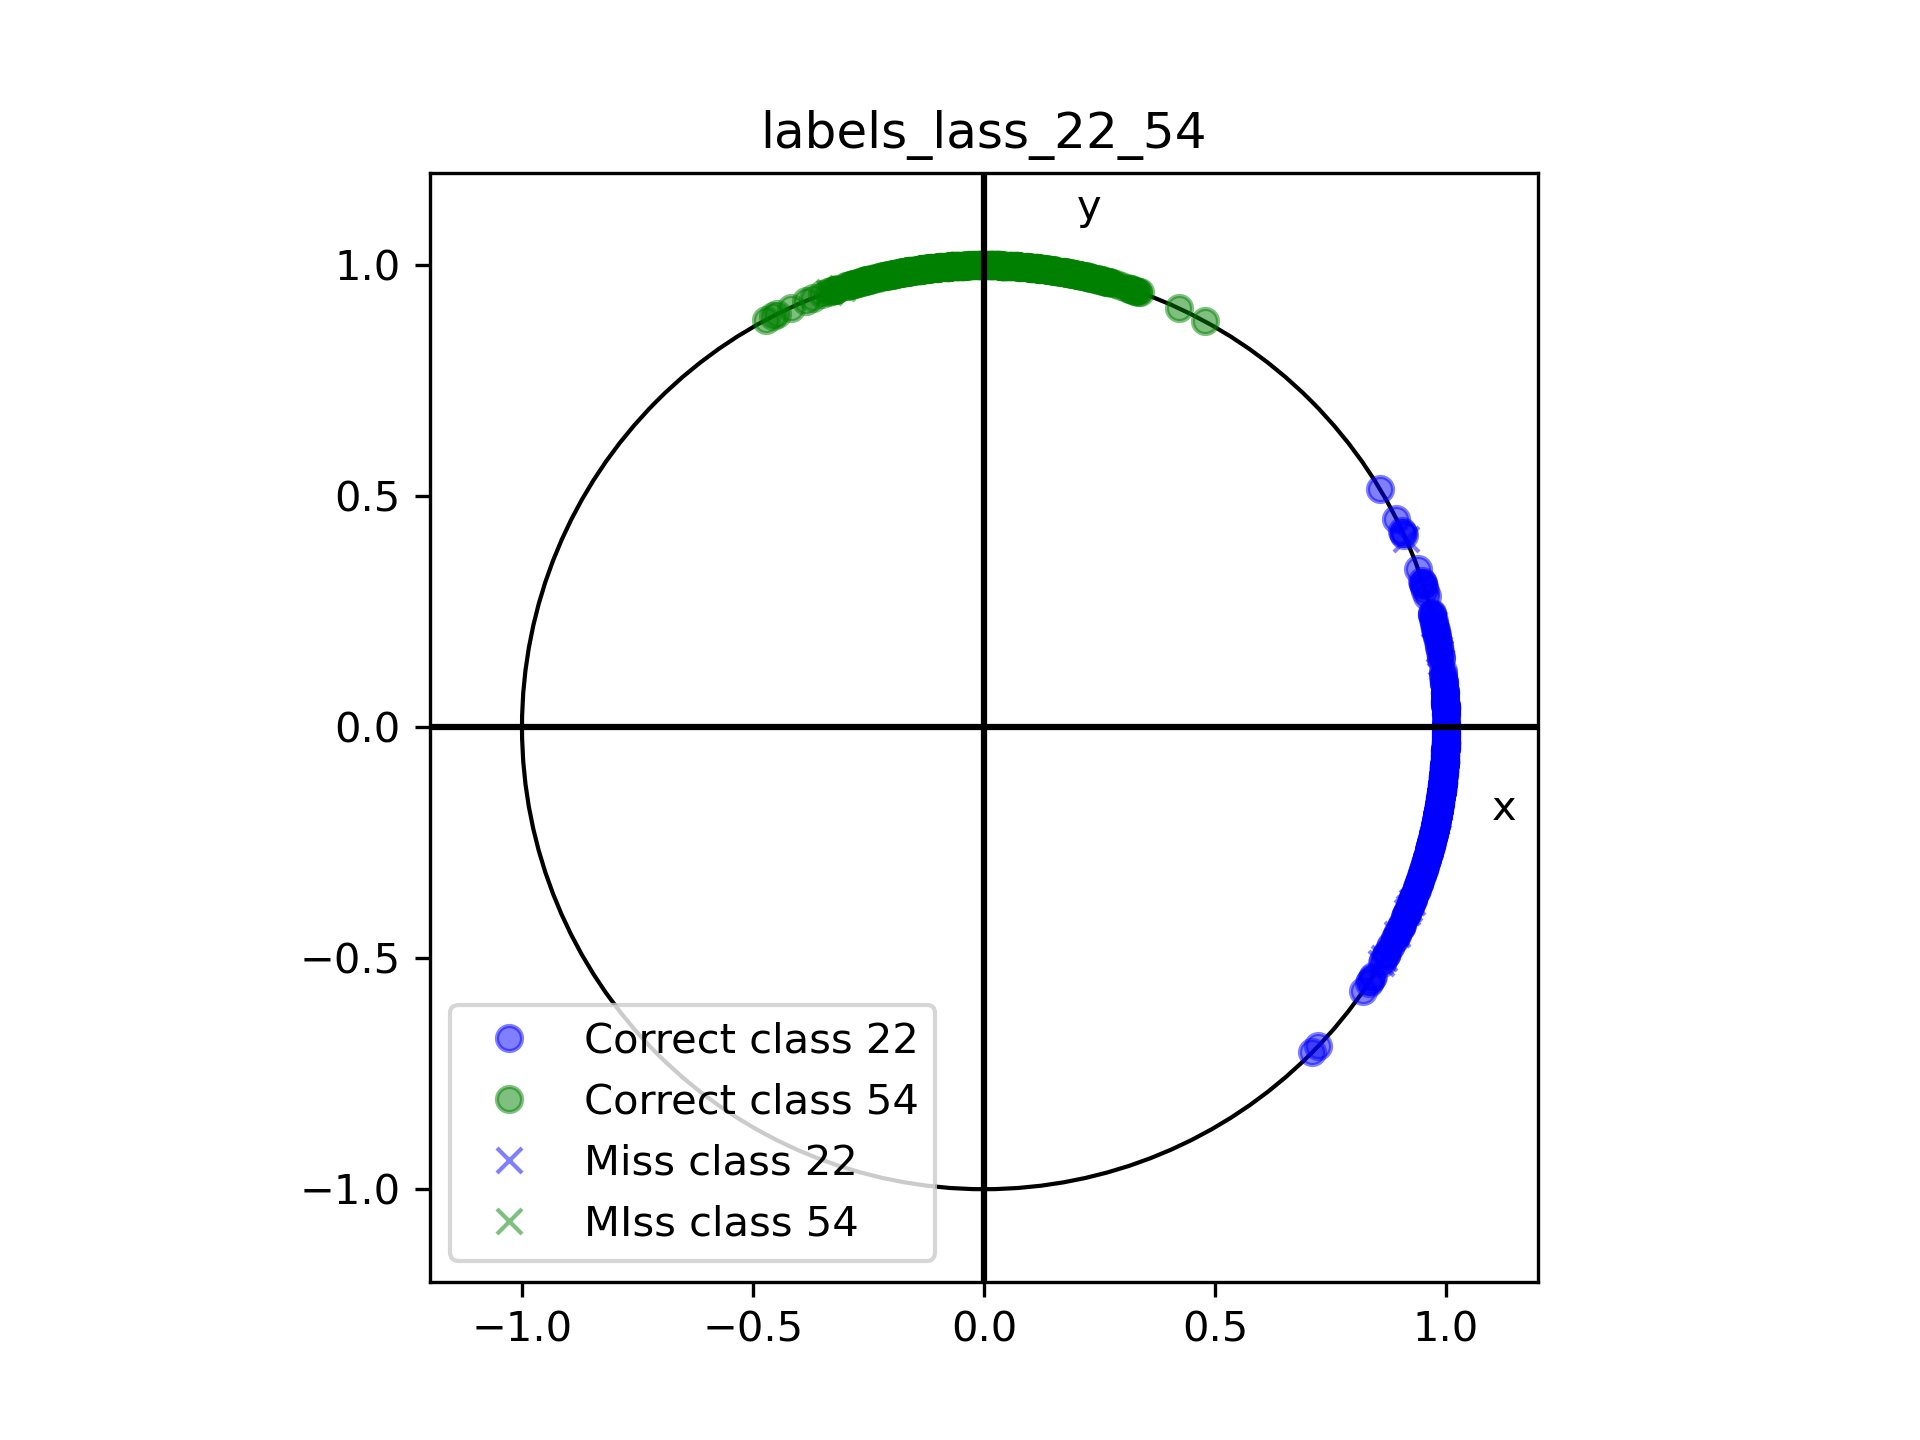 labels_lass_22_54
y
1.0
0.5
0.0
x
−0.5
Correct class 22
Correct class 54
Miss class 22
−1.0
MIss class 54
−1.0 −0.5 0.0 0.5 1.0